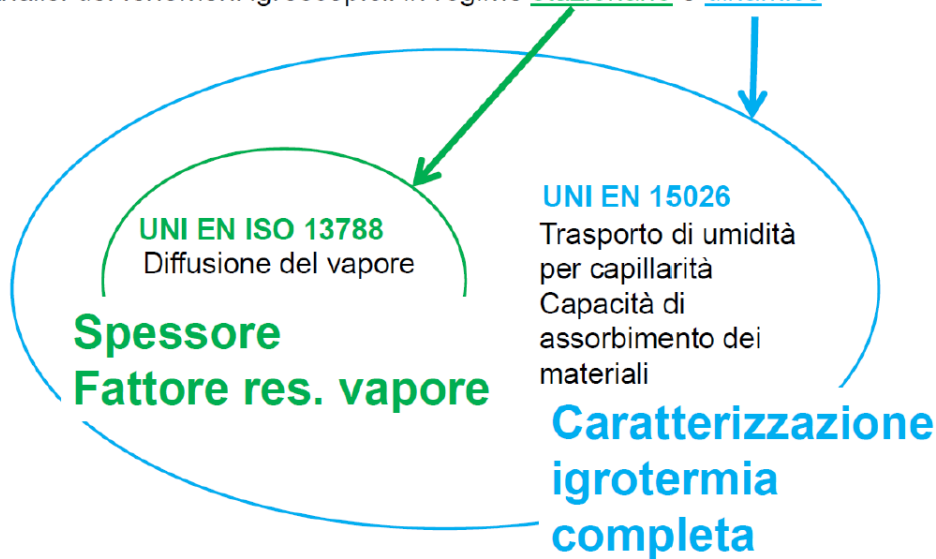 UNI EN ISO 13788
Diffusione del vapore
Spessore
Fattore res. vapore
UNI EN 15026
Trasporto di umidità
per capillarità
Capacità di
assorbimento dei
materiali
Caratterizzazione
igrotermia
completa